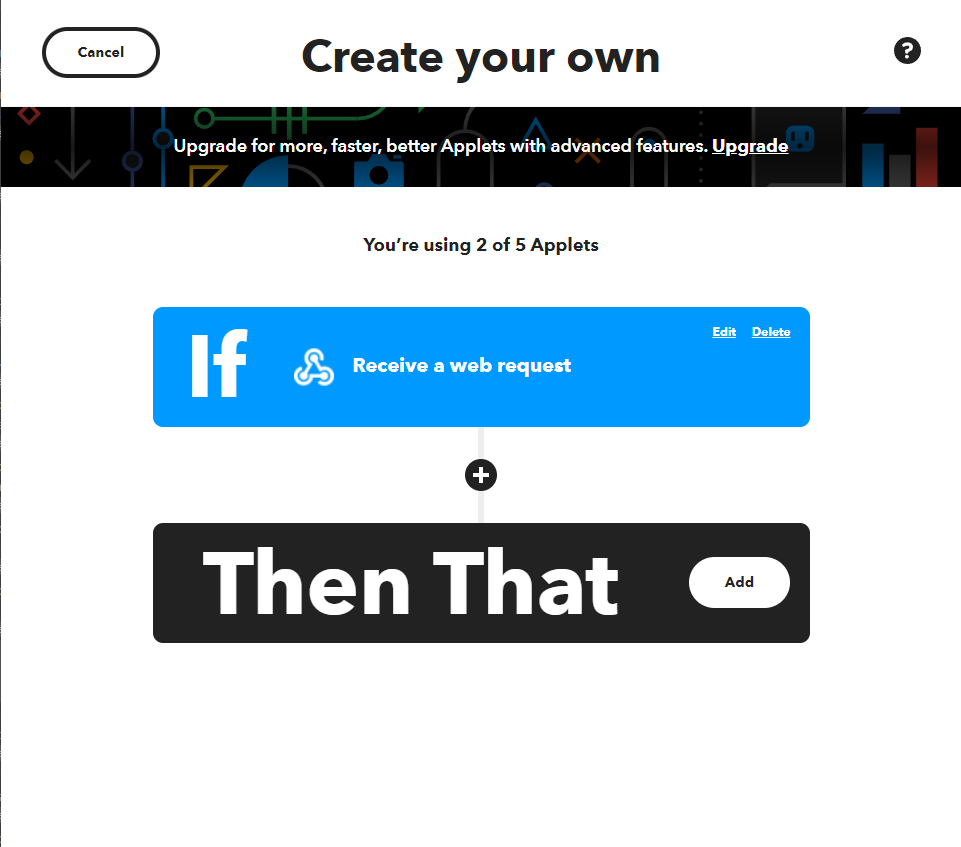 Cancel
Create your own
?
Upgrade for more, faster, better Applets with advanced features. Upgrade
You’re using 2 of 5 Applets
Edit Delete
If Receive a web request
Then That Add